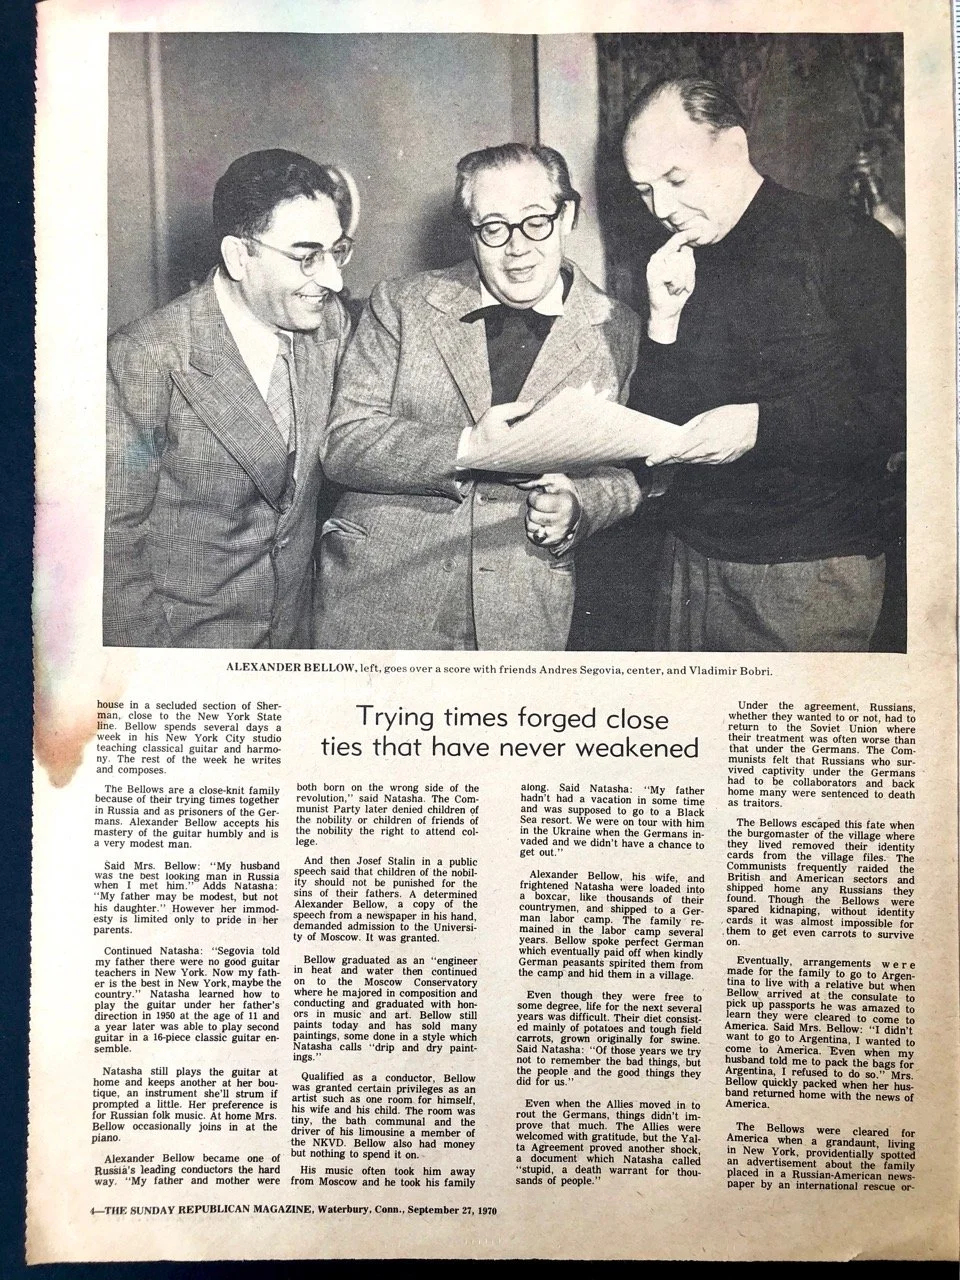 ALEXANDER BELLOW, left, goes over a score with friends Andres Segovia, center, and Vladimir Bobri.
house in a secluded section of Sher-
man, close to the New York State
line. Bellow spends several days a
week in his New York City studio
teaching classical guitar and harmo-
ny. The rest of the week he writes
and composes.
The Bellows are a close-knit family
because of their trying times together
in Russia and as prisoners of the Ger-
mans. Alexander Bellow accepts his
mastery of the guitar humbly and is
a very modest man.
Said Mrs. Bellow: "My husband
was the best looking man in Russia
when I met him." Adds Natasha:
"My father may be modest, but not
his daughter." However her immod-
esty is limited only to pride in her
parents.
Continued Natasha: "Segovia told
my father there were no good guitar
teachers in New York. Now my fath-
er is the best in New York, maybe the
country." Natasha learned how to
play the guitar under her father's
direction in 1950 at the age of 11 and
a year later was able to play second
guitar in a 16-piece classic guitar en-
semble.
Natasha still plays the guitar at
home and keeps another at her bou-
tique, an instrument she'll strum if
prompted a little. Her preference is
for Russian folk music. At home Mrs.
Bellow occasionally joins in at the
piano.
Alexander Bellow became one of
Russia's leading conductors the hard
way. "My father and mother were
Trying times forged close
ties that have never weakened
both born on the wrong side of the
revolution," said Natasha. The Com-
munist Party later denied children of
the nobility or children of friends of
the nobility the right to attend col-
lege.
And then Josef Stalin in a public
speech said that children of the nobil-
ity should not be punished for the
sins of their fathers. A determined
Alexander Bellow, a copy of the
speech from a newspaper in his hand,
demanded admission to the Universi-
ty of Moscow. It was granted.
Bellow graduated as an "engineer
in heat and water then continued
on to the Moscow Conservatory
where he majored in composition and
conducting and graduated with hon-
ors in music and art. Bellow still
paints today and has sold many
paintings, some done in a style which
Natasha calls "drip and dry paint-
ings."
Qualified as a conductor, Bellow
was granted certain privileges as an
artist such as one room for himself,
his wife and his child. The room was
tiny, the bath communal and the
driver of his limousine a member of
the NKVD. Bellow also had money
but nothing to spend it on.
His music often took him away
from Moscow and he took his family
along. Said Natasha: "My father
hadn't had a vacation in some time
and was supposed to go to a Black
Sea resort. We were on tour with him
in the Ukraine when the Germans in-
vaded and we didn't have a chance to
get out."
Alexander Bellow, his wife, and
frightened Natasha were loaded into
a boxcar, like thousands of their
countrymen, and shipped to a Ger-
man labor camp. The family re-
mained in the labor camp several
years. Bellow spoke perfect German
which eventually paid off when kindly
German peasants spirited them from
the camp and hid them in a village.
Even though they were free to
some degree, life for the next several
years was difficult. Their diet consist-
ed mainly of potatoes and tough field
carrots, grown originally for swine.
Said Natasha: "Of those years we try
not to remember the bad things, but
the people and the good things they
did for us."
Even when the Allies moved in to
rout the Germans, things didn't im-
prove that much. The Allies were
welcomed with gratitude, but the Yal-
ta Agreement proved another shock,
a document which Natasha called
"stupid, a death warrant for thou-
sands of people."
Under the agreement, Russians,
whether they wanted to or not, had to
return to the Soviet Union where
their treatment was often worse than
that under the Germans. The Com-
munists felt that Russians who sur-
vived captivity under the Germans
had to be collaborators and back
home many were sentenced to death
as traitors.
The Bellows escaped this fate when
the burgomaster of the village where
they lived removed their identity
cards from the village files. The
Communists frequently raided the
British and American sectors and
shipped home any Russians they
found. Though the Bellows were
spared kidnaping, without identity
cards it was almost impossible for
them to get even carrots to survive
on.
Eventually, arrangements were
made for the family to go to Argen-
tina to live with a relative but when
Bellow arrived at the consulate to
pick up passports he was amazed to
learn they were cleared to come to
America. Said Mrs. Bellow: "I didn't
want to go to Argentina, I wanted to
come to America. Even when my
husband told me to pack the bags for
Argentina, I refused to do so." Mrs.
Bellow quickly packed when her hus-
band returned home with the news of
America.
The Bellows were cleared for
America when a grandaunt, living
in New York, providentially spotted
an advertisement about the family
placed in a Russian-American news-
paper by an international rescue or-
4—THE SUNDAY REPUBLICAN MAGAZINE, Waterbury, Conn., September 27, 1970